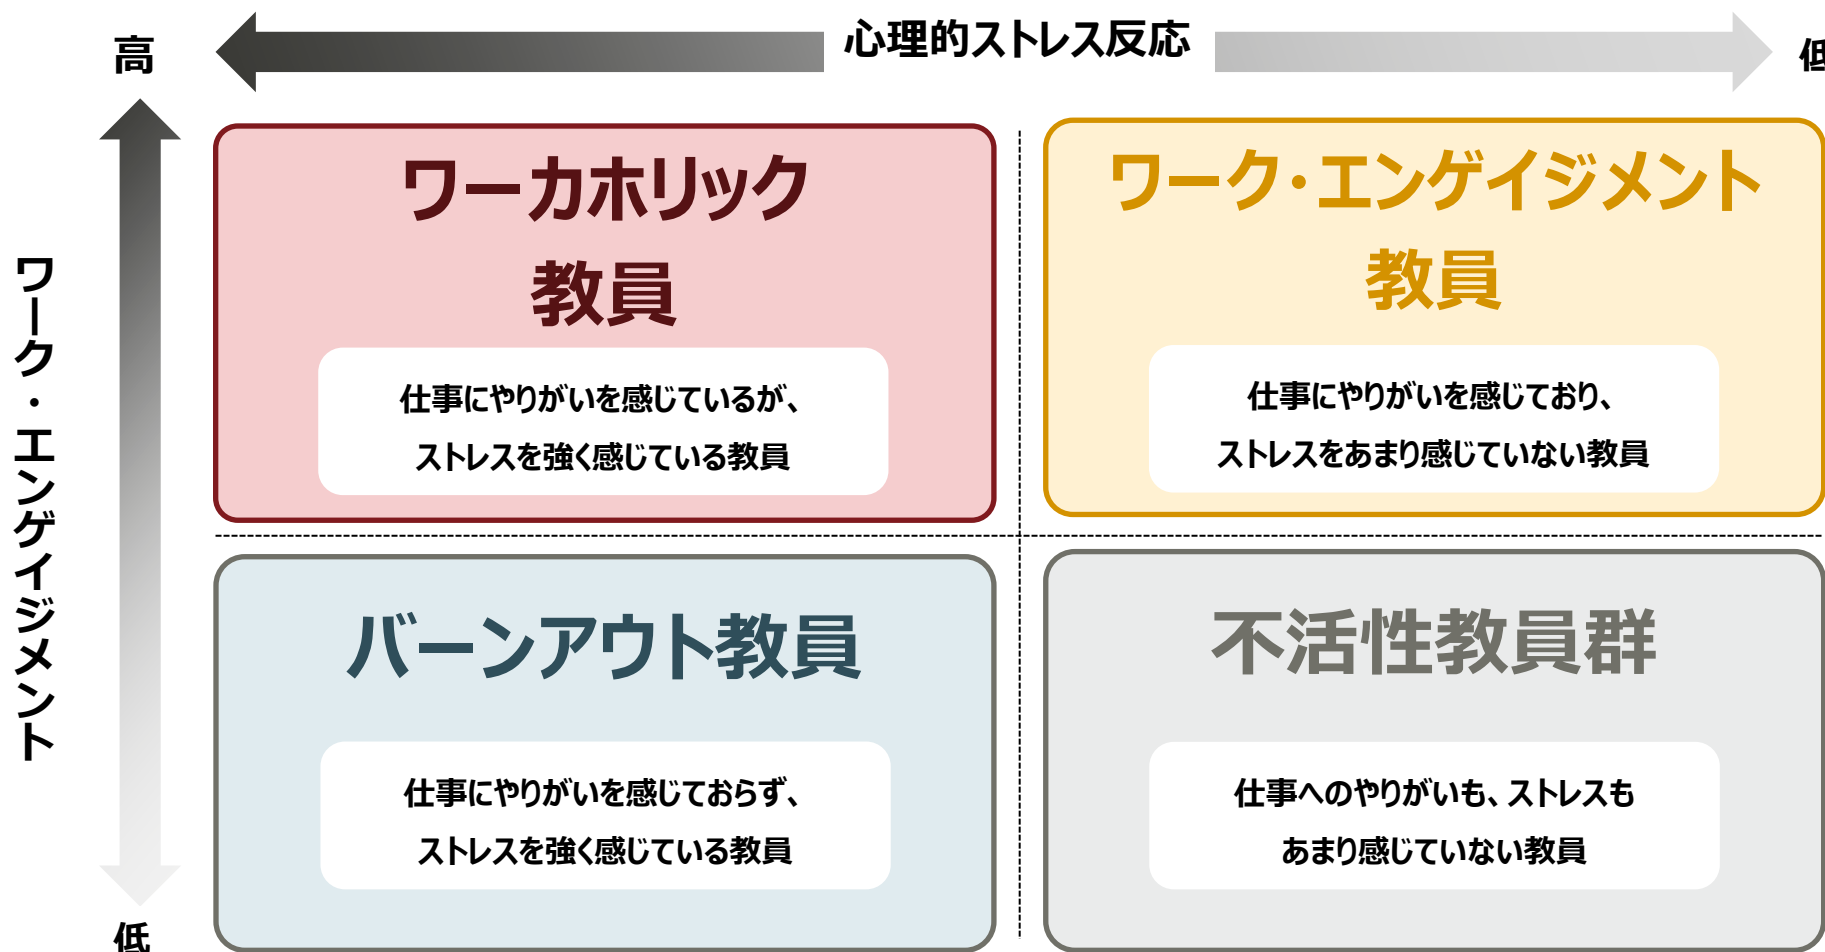 心理的ストレス反応
高
低
ワーク・エンゲイジメント
ワーカホリック
教員
仕事にやりがいを感じているが、
ストレスを強く感じている教員
ワーク・エンゲイジメント
教員
仕事にやりがいを感じており、
ストレスをあまり感じていない教員
バーンアウト教員
仕事にやりがいを感じておらず、
ストレスを強く感じている教員
不活性教員群
仕事へのやりがいも、ストレスも
あまり感じていない教員
低